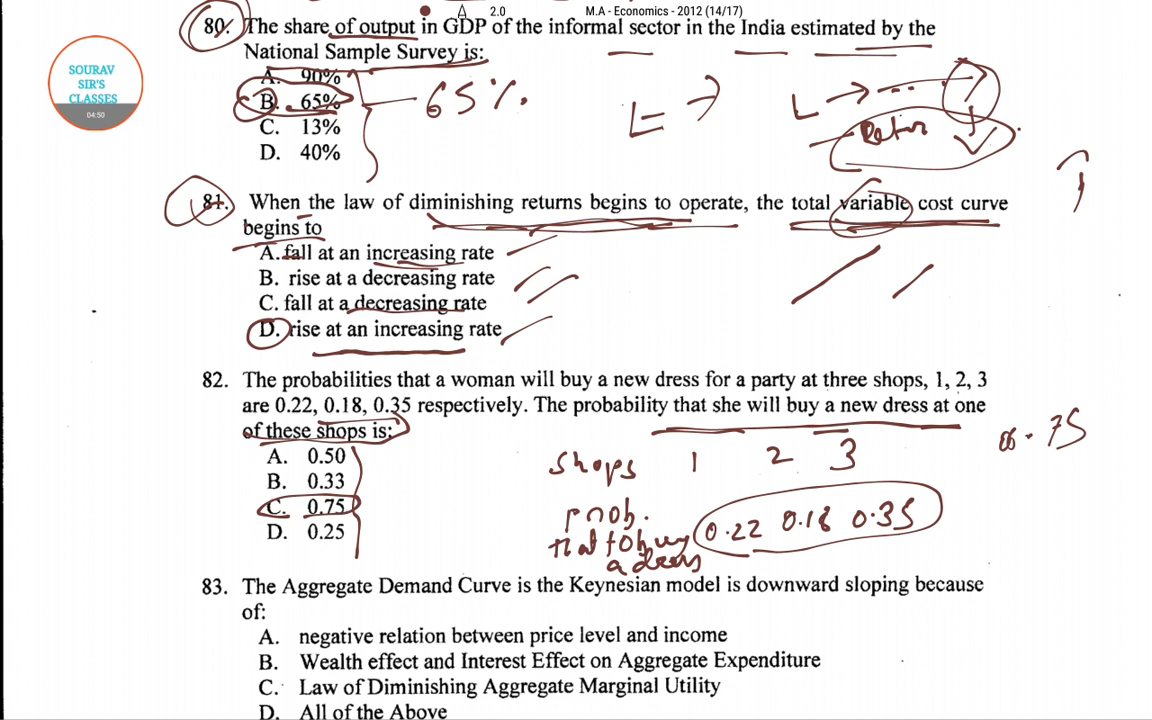 A 2.0 M.A - Economics - 2012 (14/17)
80. The share of output in GDP of the informal sector in the India estimated by the
National Sample Survey is:
SOURAV
SIR'S
CLASSES
04:50
A. 90%
B. 65%
C. 13%
D. 40%
65%.
L →
L → ...
Return
81. When the law of diminishing returns begins to operate, the total variable cost curve
begins to
A. fall at an increasing rate
B. rise at a decreasing rate
C. fall at a decreasing rate
D. rise at an increasing rate
82. The probabilities that a woman will buy a new dress for a party at three shops, 1, 2, 3
are 0.22, 0.18, 0.35 respectively. The probability that she will buy a new dress at one
of these shops is:
A. 0.50
B. 0.33
C. 0.75
D. 0.25
0.75
Shops 1 2 3
prob. 0.22 0.18 0.35
that to buy
a dress
83. The Aggregate Demand Curve is the Keynesian model is downward sloping because
of:
A. negative relation between price level and income
B. Wealth effect and Interest Effect on Aggregate Expenditure
C. Law of Diminishing Aggregate Marginal Utility
D. All of the Above